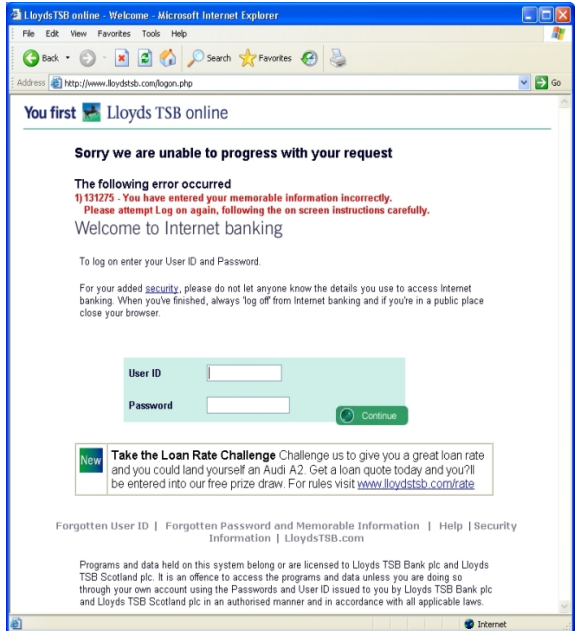 LloydsTSB online - Welcome - Microsoft Internet Explorer
File Edit View Favorites Tools Help
Back Search Favorites
Address http://www.lloydstsb.com/logon.php Go
You first Lloyds TSB online
Sorry we are unable to progress with your request
The following error occurred
1) 131275 - You have entered your memorable information incorrectly.
Please attempt Log on again, following the on screen instructions carefully.
Welcome to Internet banking
To log on enter your User ID and Password.
For your added security, please do not let anyone know the details you use to access Internet
banking. When you've finished, always 'log off' from Internet banking and if you're in a public place
close your browser.
User ID
Password
Continue
New Take the Loan Rate Challenge Challenge us to give you a great loan rate
and you could land yourself an Audi A2. Get a loan quote today and you?ll
be entered into our free prize draw. For rules visit www.lloydstsb.com/rate
Forgotten User ID | Forgotten Password and Memorable Information | Help | Security
Information | LloydsTSB.com
Programs and data held on this system belong or are licensed to Lloyds TSB Bank plc and Lloyds
TSB Scotland plc. It is an offence to access the programs and data unless you are doing so
through your own account using the Passwords and User ID issued to you by Lloyds TSB Bank plc
and Lloyds TSB Scotland plc in an authorised manner and in accordance with all applicable laws.
Internet